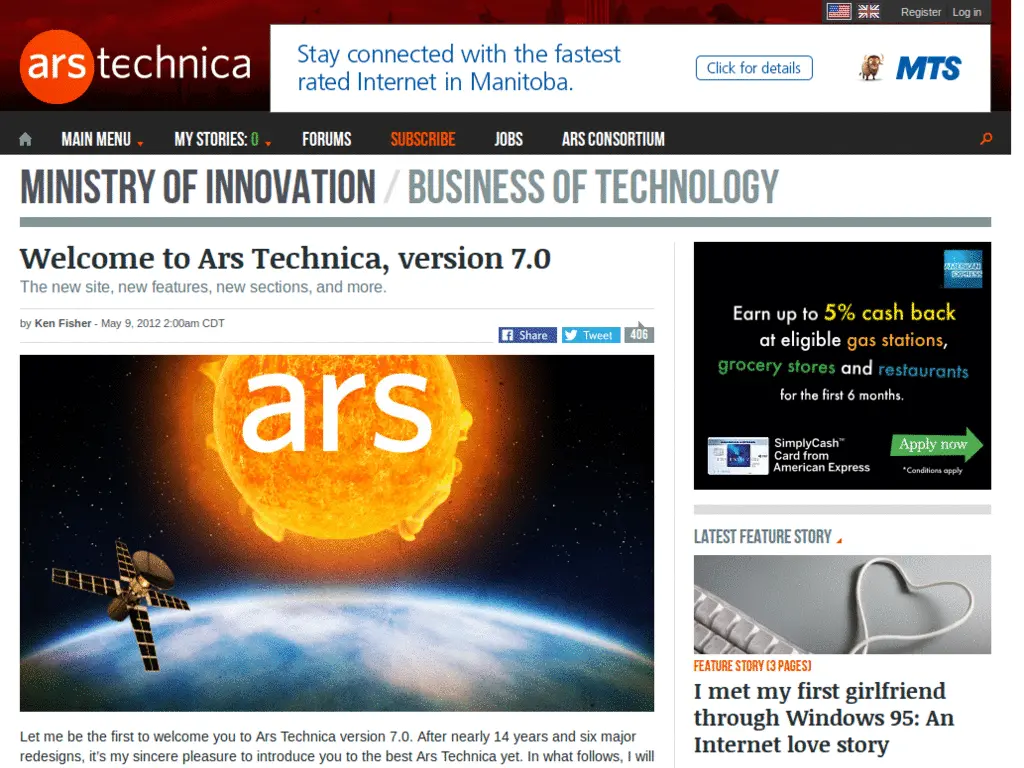 Register Log in
ars technica
Stay connected with the fastest
rated Internet in Manitoba.
Click for details
MTS
MAIN MENU
MY STORIES: 0
FORUMS
SUBSCRIBE
JOBS
ARS CONSORTIUM
MINISTRY OF INNOVATION / BUSINESS OF TECHNOLOGY
Welcome to Ars Technica, version 7.0
The new site, new features, new sections, and more.
by Ken Fisher - May 9, 2012 2:00am CDT
Share
Tweet
406
ars
Let me be the first to welcome you to Ars Technica version 7.0. After nearly 14 years and six major
redesigns, it's my sincere pleasure to introduce you to the best Ars Technica yet. In what follows, I will
AMERICAN
EXPRESS
Earn up to 5% cash back
at eligible gas stations,
grocery stores and restaurants
for the first 6 months.
SimplyCash™
Card from
American Express
Apply now
*Conditions apply
LATEST FEATURE STORY
FEATURE STORY (3 PAGES)
I met my first girlfriend
through Windows 95: An
Internet love story